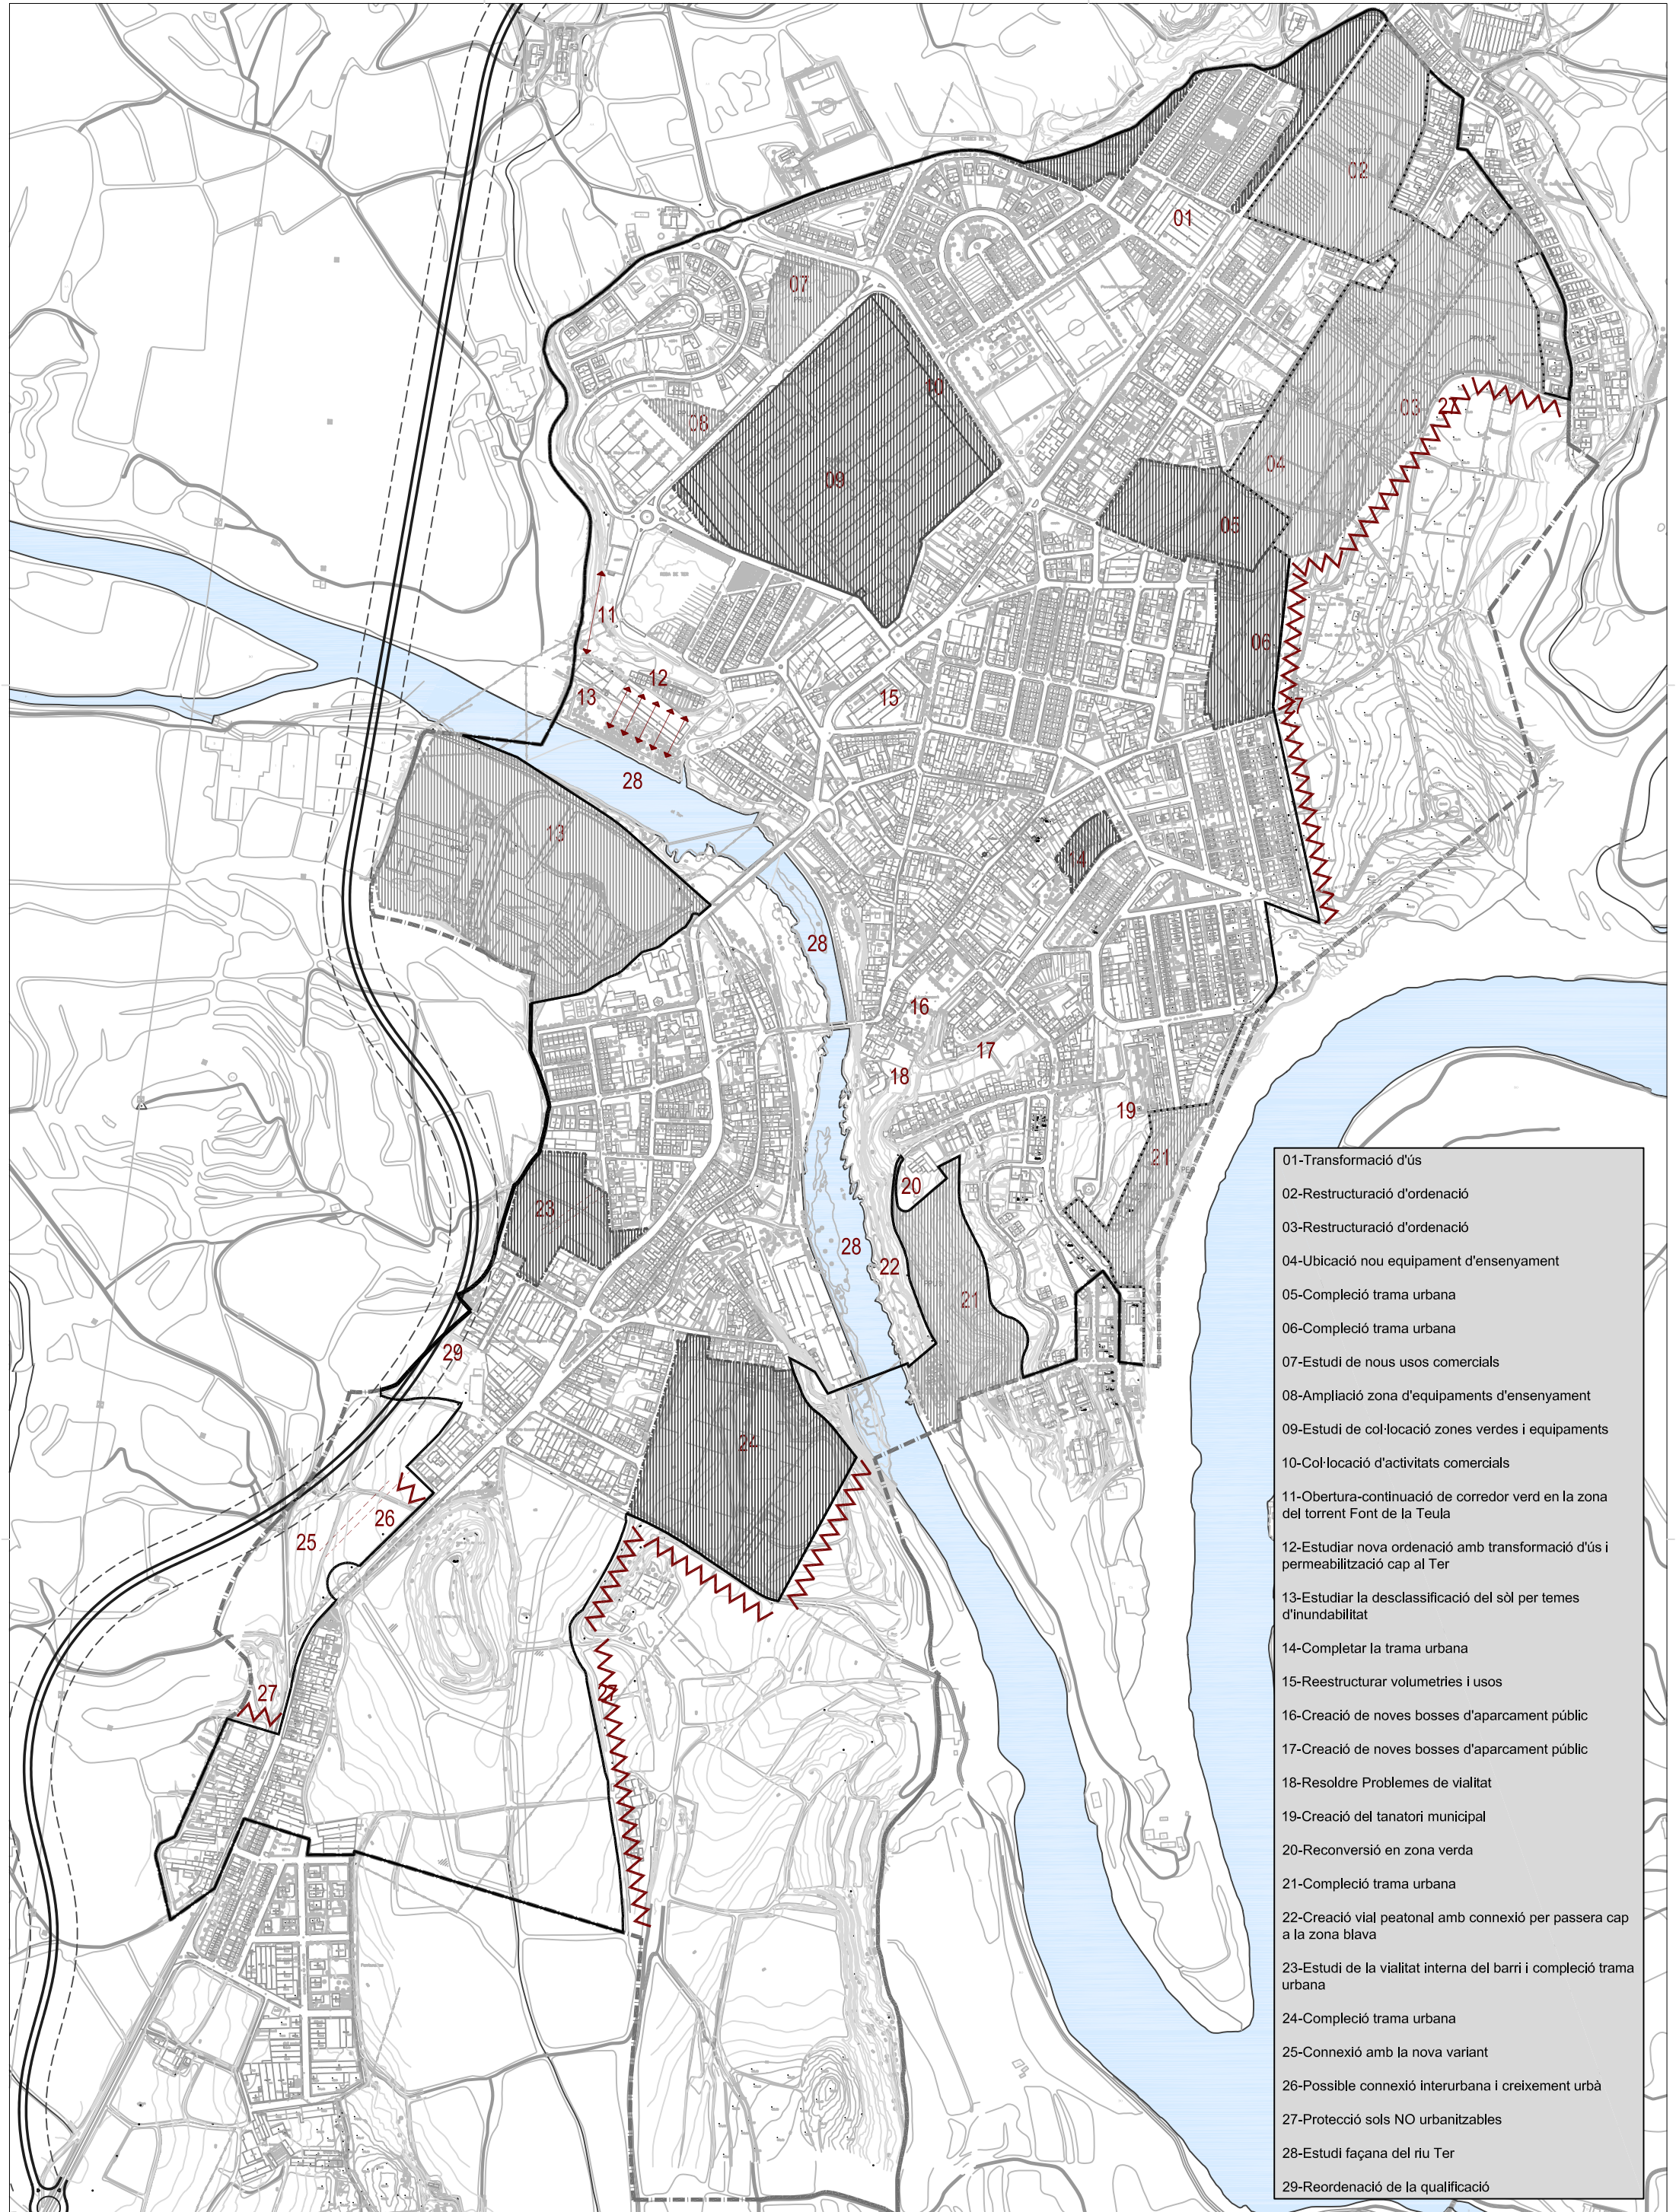 02
01
07
10
03
27
08
04
09
05
11
06
12
13
15
27
28
13
14
28
16
17
18
19
21
20
23
28
22
21
29
24
26
25
27
27
01-Transformació d'ús
02-Restructuració d'ordenació
03-Restructuració d'ordenació
04-Ubicació nou equipament d'ensenyament
05-Compleció trama urbana
06-Compleció trama urbana
07-Estudi de nous usos comercials
08-Ampliació zona d'equipaments d'ensenyament
09-Estudi de col·locació zones verdes i equipaments
10-Col·locació d'activitats comercials
11-Obertura-continuació de corredor verd en la zona
del torrent Font de la Teula
12-Estudiar nova ordenació amb transformació d'ús i
permeabilització cap al Ter
13-Estudiar la desclassificació del sòl per temes
d'inundabilitat
14-Completar la trama urbana
15-Reestructurar volumetries i usos
16-Creació de noves bosses d'aparcament públic
17-Creació de noves bosses d'aparcament públic
18-Resoldre Problemes de vialitat
19-Creació del tanatori municipal
20-Reconversió en zona verda
21-Compleció trama urbana
22-Creació vial peatonal amb connexió per passera cap
a la zona blava
23-Estudi de la vialitat interna del barri i compleció trama
urbana
24-Compleció trama urbana
25-Connexió amb la nova variant
26-Possible connexió interurbana i creixement urbà
27-Protecció sols NO urbanitzables
28-Estudi façana del riu Ter
29-Reordenació de la qualificació